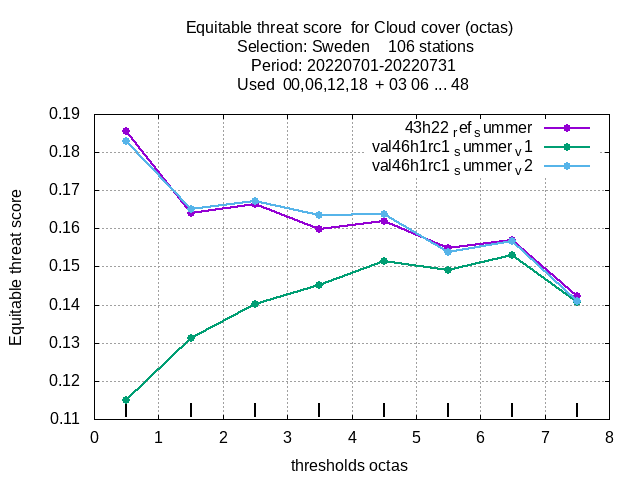 Equitable threat score  for Cloud cover (octas)
Selection: Sweden    106 stations
Period: 20220701-20220731
Used  00,06,12,18  + 03 06 ... 48
0.19
0.18
0.17
0.16
0.15
0.14
0.13
0.12
0.11
Equitable threat score
43h22 ref summer
val46h1rc1 summer v1
val46h1rc1 summer v2
0 1 2 3 4 5 6 7 8
thresholds octas